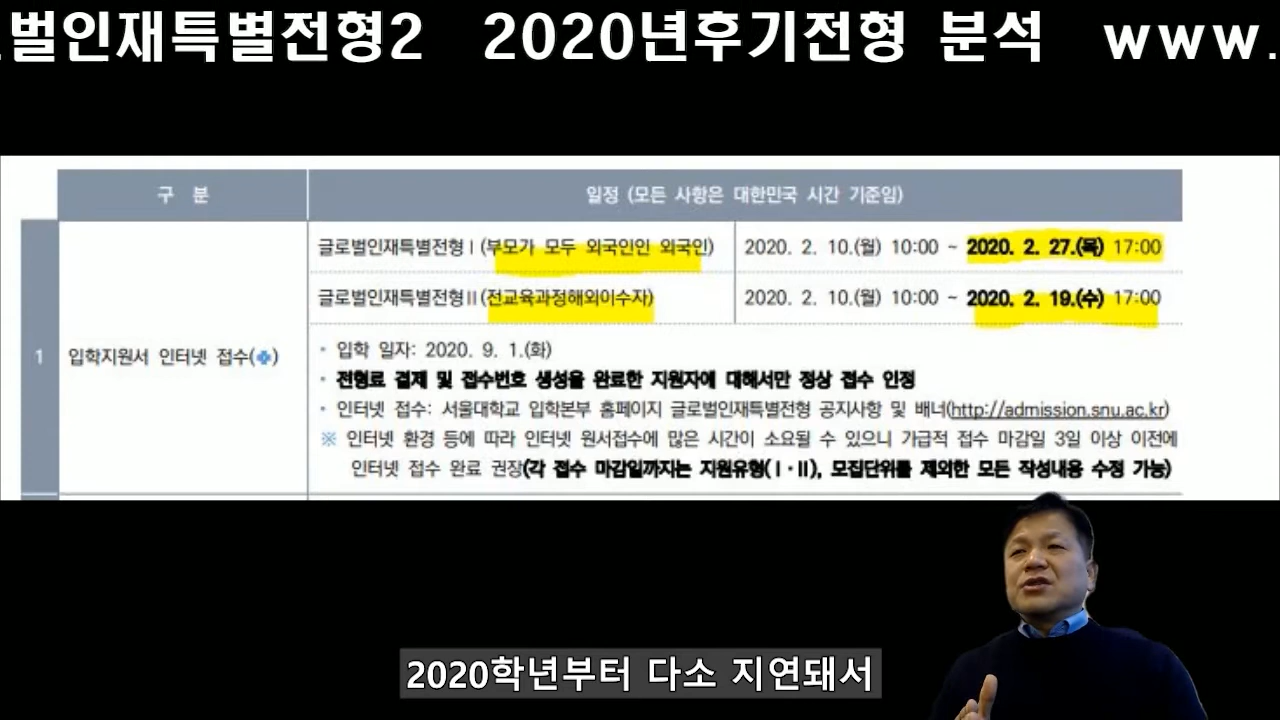 벌인재특별전형2 2020년후기전형 분석 www.
구 분
일정 (모든 사항은 대한민국 시간 기준임)
1
입학지원서 인터넷 접수( )
글로벌인재특별전형Ⅰ(부모가 모두 외국인인 외국인)
2020. 2. 10.(월) 10:00 ~ 2020. 2. 27.(목) 17:00
글로벌인재특별전형Ⅱ(전교육과정해외이수자)
2020. 2. 10.(월) 10:00 ~ 2020. 2. 19.(수) 17:00
• 입학 일자: 2020. 9. 1.(화)
• 전형료 결제 및 접수번호 생성을 완료한 지원자에 대해서만 정상 접수 인정
• 인터넷 접수: 서울대학교 입학본부 홈페이지 글로벌인재특별전형 공지사항 및 배너(http://admission.snu.ac.kr)
※ 인터넷 환경 등에 따라 인터넷 원서접수에 많은 시간이 소요될 수 있으니 가급적 접수 마감일 3일 이상 이전에
인터넷 접수 완료 권장(각 접수 마감일까지는 지원유형(Ⅰ·Ⅱ), 모집단위를 제외한 모든 작성내용 수정 가능)
2020학년부터 다소 지연돼서